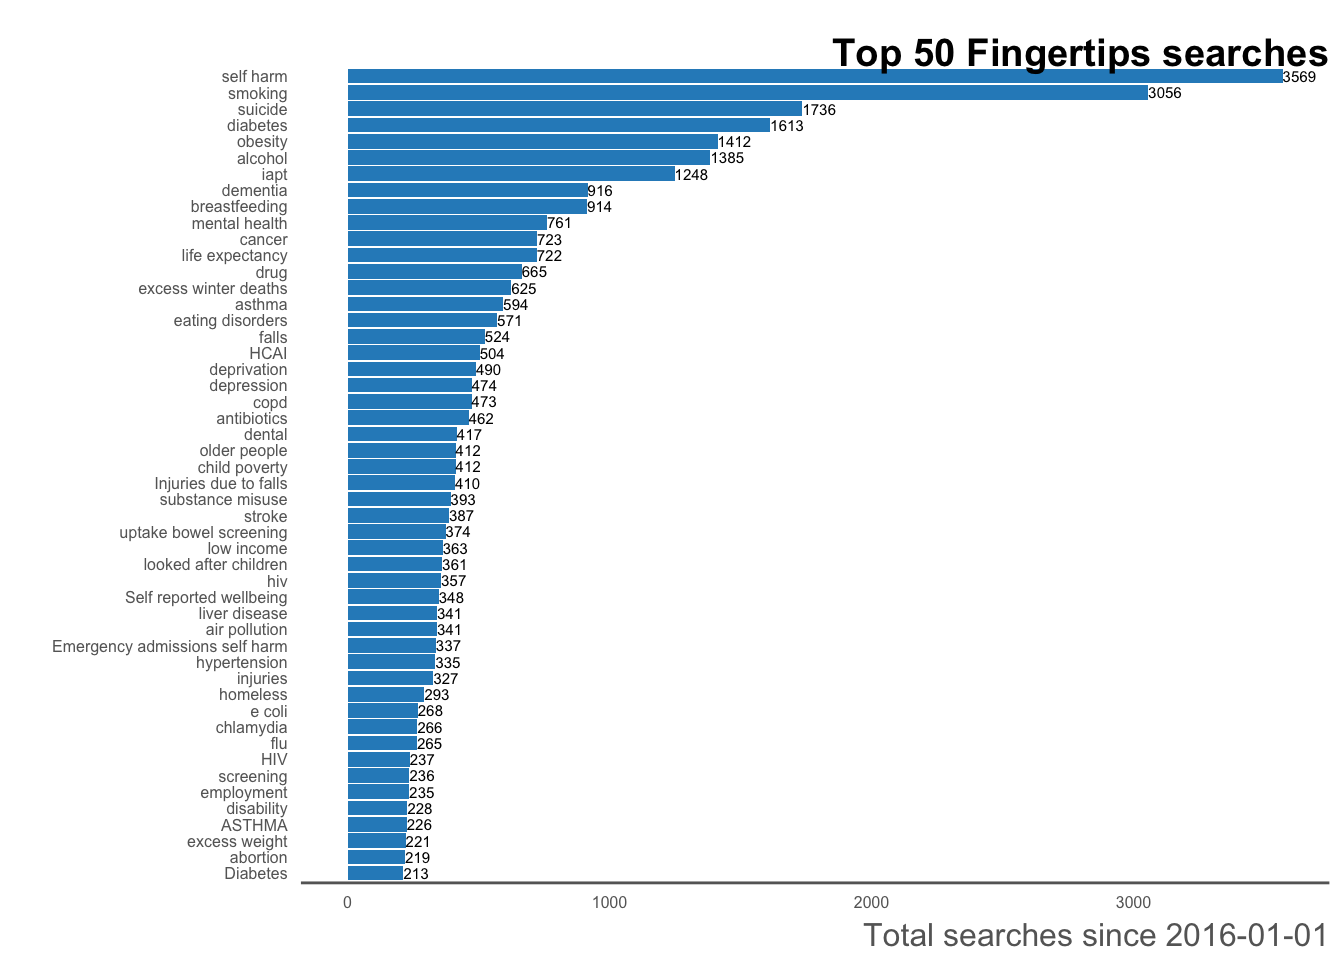 Top 50 Fingertips searches
self harm 3569
smoking 3056
suicide 1736
diabetes 1613
obesity 1412
alcohol 1385
iapt 1248
dementia 916
breastfeeding 914
mental health 761
cancer 723
life expectancy 722
drug 665
excess winter deaths 625
asthma 594
eating disorders 571
falls 524
HCAI 504
deprivation 490
depression 474
copd 473
antibiotics 462
dental 417
older people 412
child poverty 412
Injuries due to falls 410
substance misuse 393
stroke 387
uptake bowel screening 374
low income 363
looked after children 361
hiv 357
Self reported wellbeing 348
liver disease 341
air pollution 341
Emergency admissions self harm 337
hypertension 335
injuries 327
homeless 293
e coli 268
chlamydia 266
flu 265
HIV 237
screening 236
employment 235
disability 228
ASTHMA 226
excess weight 221
abortion 219
Diabetes 213
0 1000 2000 3000
Total searches since 2016-01-01